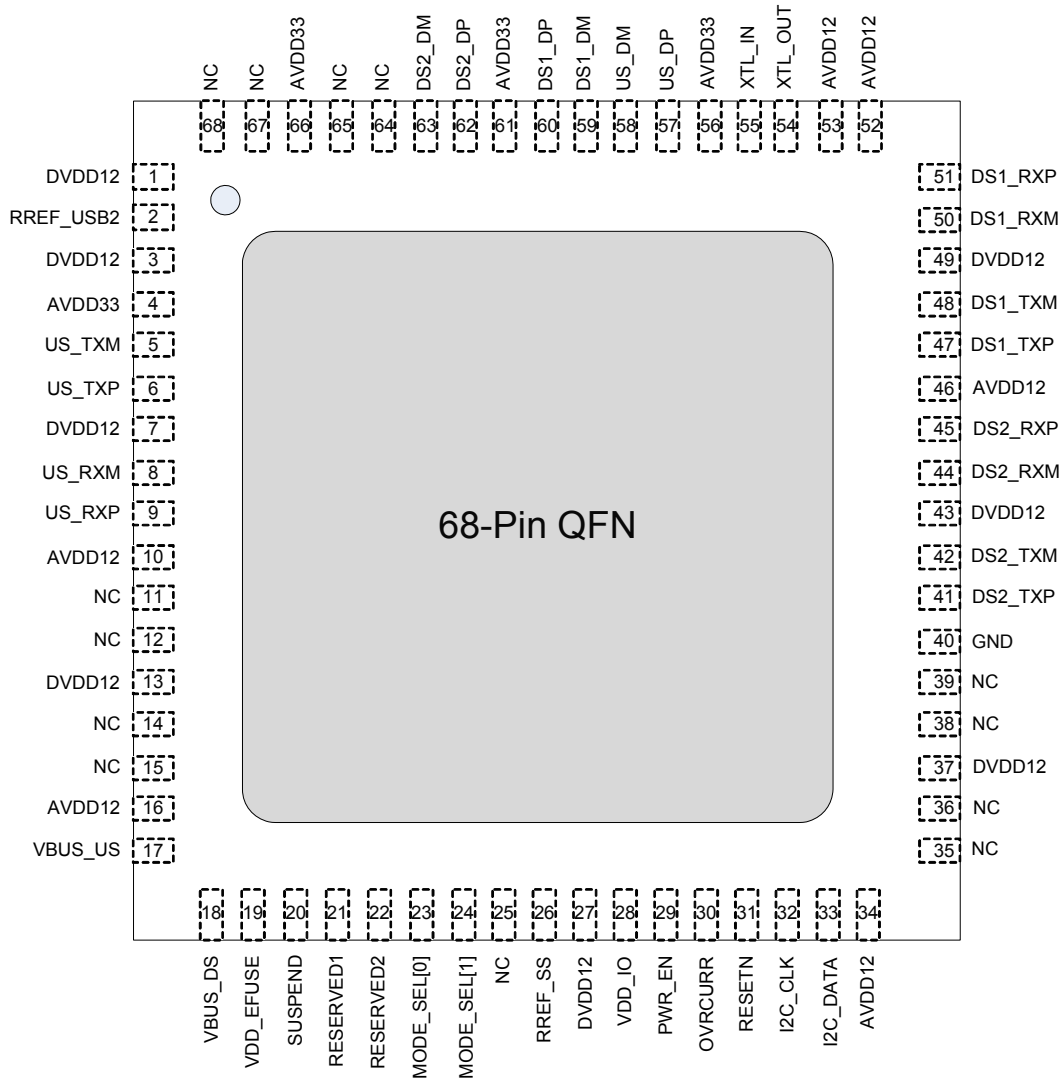 NC
NC
AVDD33
NC
NC
DS2_DM
DS2_DP
AVDD33
DS1_DP
DS1_DM
US_DM
US_DP
AVDD33
XTL_IN
XTL_OUT
AVDD12
AVDD12
68
67
66
65
64
63
62
61
60
59
58
57
56
55
54
53
52
DVDD12 1
RREF_USB2 2
DVDD12 3
AVDD33 4
US_TXM 5
US_TXP 6
DVDD12 7
US_RXM 8
US_RXP 9
AVDD12 10
NC 11
NC 12
DVDD12 13
NC 14
NC 15
AVDD12 16
VBUS_US 17
68-Pin QFN
51 DS1_RXP
50 DS1_RXM
49 DVDD12
48 DS1_TXM
47 DS1_TXP
46 AVDD12
45 DS2_RXP
44 DS2_RXM
43 DVDD12
42 DS2_TXM
41 DS2_TXP
40 GND
39 NC
38 NC
37 DVDD12
36 NC
35 NC
18
19
20
21
22
23
24
25
26
27
28
29
30
31
32
33
34
VBUS_DS
VDD_EFUSE
SUSPEND
RESERVED1
RESERVED2
MODE_SEL[0]
MODE_SEL[1]
NC
RREF_SS
DVDD12
VDD_IO
PWR_EN
OVRCURR
RESETN
I2C_CLK
I2C_DATA
AVDD12